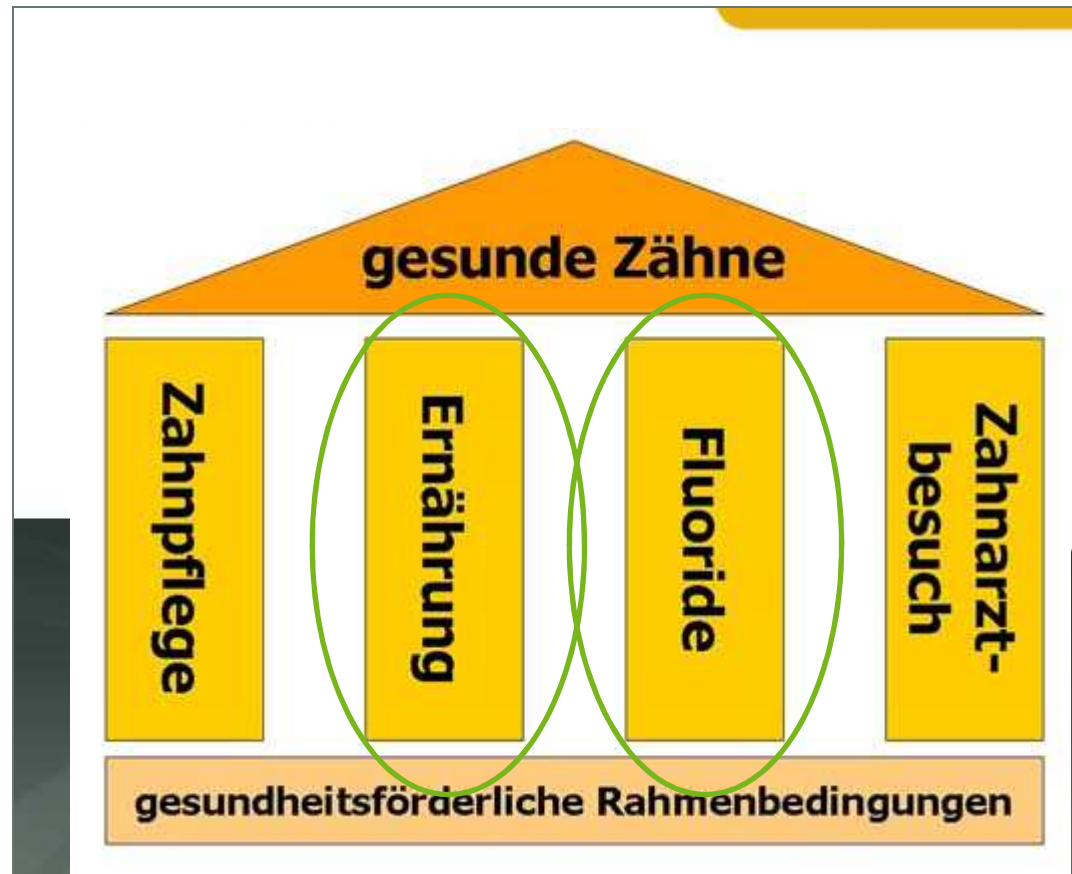 gesunde Zähne
Zahnpflege
Ernährung
Fluoride
Zahnarzt-
besuch
gesundheitsförderliche Rahmenbedingungen